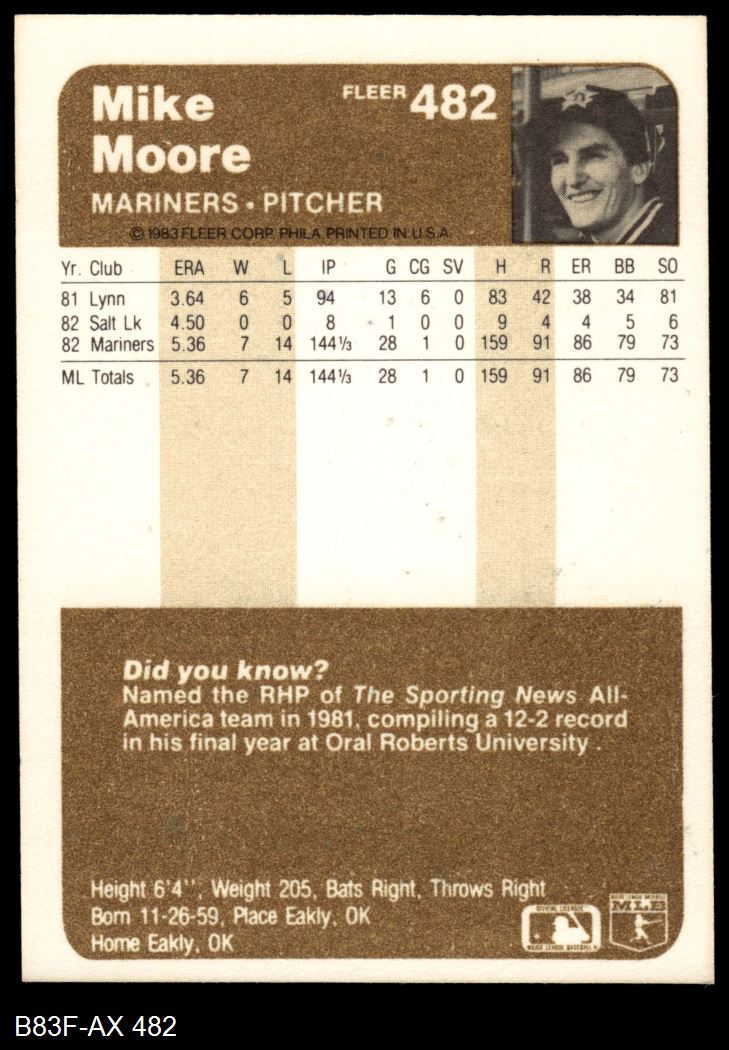 Mike
Moore
FLEER 482
MARINERS • PITCHER
© 1983 FLEER CORP. PHILA. PRINTED IN U.S.A.
Yr. Club ERA W L IP G CG SV H R ER BB SO
81 Lynn 3.64 6 5 94 13 6 0 83 42 38 34 81
82 Salt Lk 4.50 0 0 8 1 0 0 9 4 4 5 6
82 Mariners 5.36 7 14 144⅓ 28 1 0 159 91 86 79 73
ML Totals 5.36 7 14 144⅓ 28 1 0 159 91 86 79 73
Did you know?
Named the RHP of The Sporting News All-
America team in 1981, compiling a 12-2 record
in his final year at Oral Roberts University .
Height 6'4'', Weight 205, Bats Right, Throws Right
Born 11-26-59, Place Eakly, OK
Home Eakly, OK
OFFICIAL LICENSEE
MAJOR LEAGUE BASEBALL
MLB
B83F-AX 482